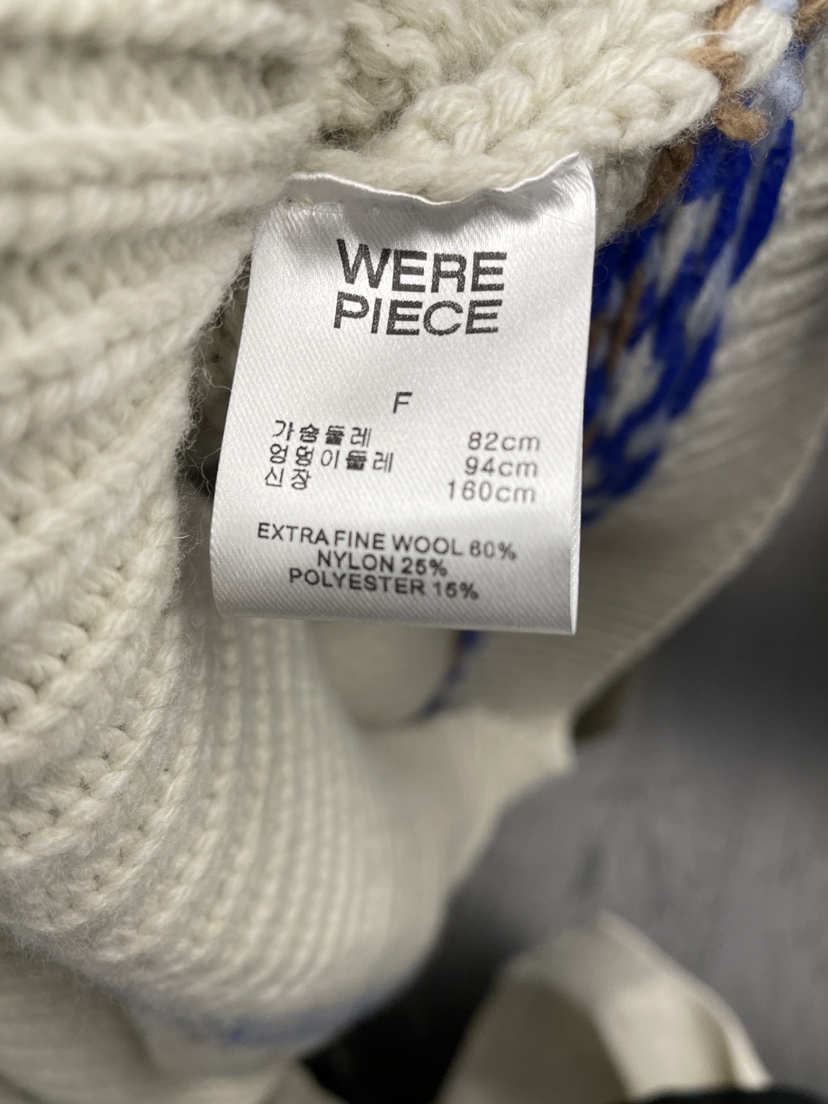 WERE
PIECE
F
가슴둘레 82cm
엉덩이둘레 94cm
신장 160cm
EXTRA FINE WOOL 60%
NYLON 25%
POLYESTER 15%